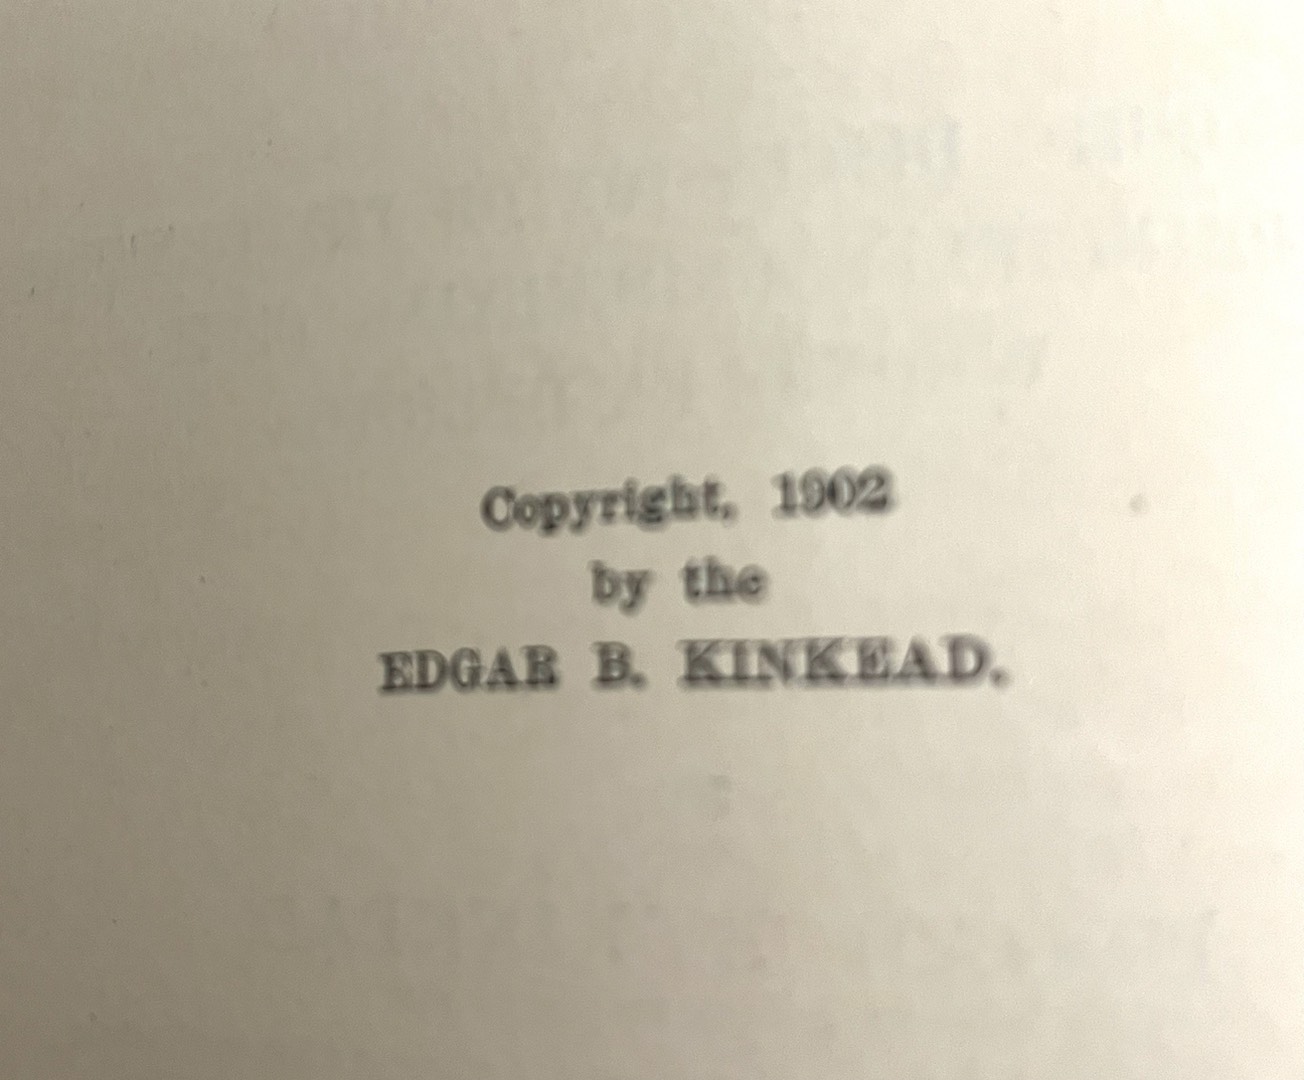 Copyright, 1902
by the
EDGAR B. KINKEAD.